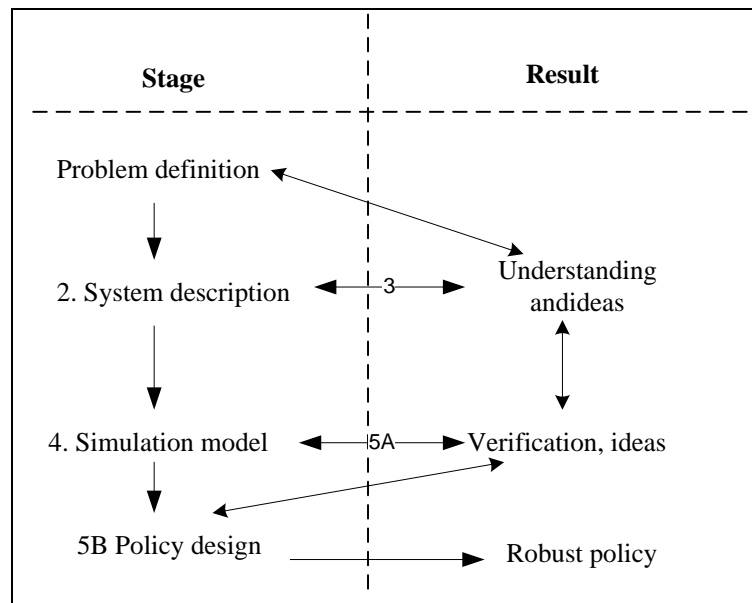 Stage
Result
Problem definition
2. System description
3
Understanding
andideas
4. Simulation model
5A
Verification, ideas
5B Policy design
Robust policy